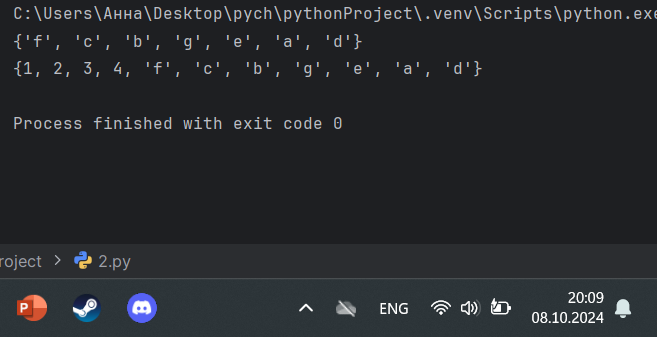 C:\Users\Анна\Desktop\pych\pythonProject\.venv\Scripts\python.exe
{'f', 'c', 'b', 'g', 'e', 'a', 'd'}
{1, 2, 3, 4, 'f', 'c', 'b', 'g', 'e', 'a', 'd'}
Process finished with exit code 0
roject > 2.py
ENG 20:09
08.10.2024